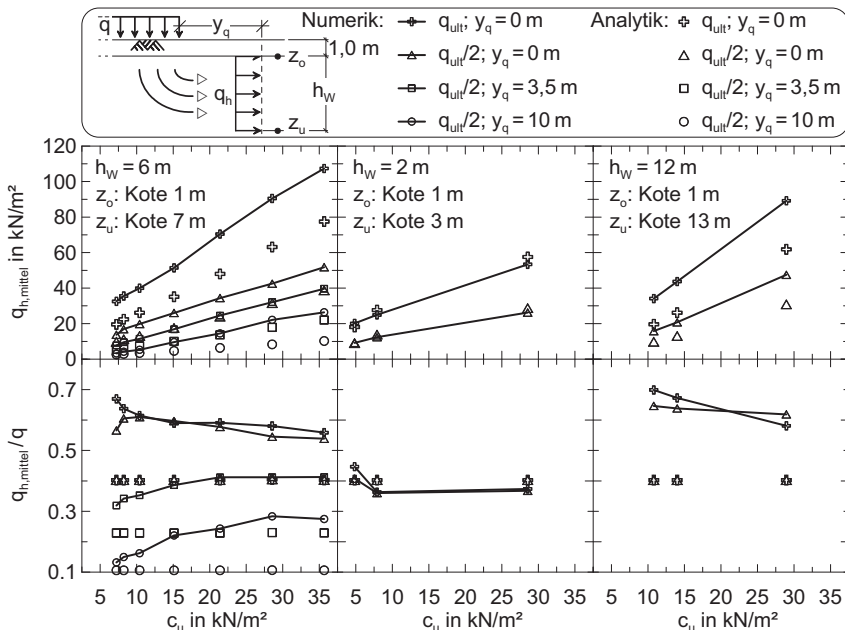 q
y_q
1,0 m
z_o
q_h
h_W
z_u
Numerik:
q_ult; y_q = 0 m
q_ult/2; y_q = 0 m
q_ult/2; y_q = 3,5 m
q_ult/2; y_q = 10 m
Analytik:
q_ult; y_q = 0 m
q_ult/2; y_q = 0 m
q_ult/2; y_q = 3,5 m
q_ult/2; y_q = 10 m
q_h,mittel in kN/m²
120
100
80
60
40
20
0
h_W = 6 m
z_o: Kote 1 m
z_u: Kote 7 m
h_W = 2 m
z_o: Kote 1 m
z_u: Kote 3 m
h_W = 12 m
z_o: Kote 1 m
z_u: Kote 13 m
q_h,mittel/q
0.7
0.5
0.3
0.1
5 10 15 20 25 30 35
5 10 15 20 25 30 35
5 10 15 20 25 30 35
c_u in kN/m²
c_u in kN/m²
c_u in kN/m²